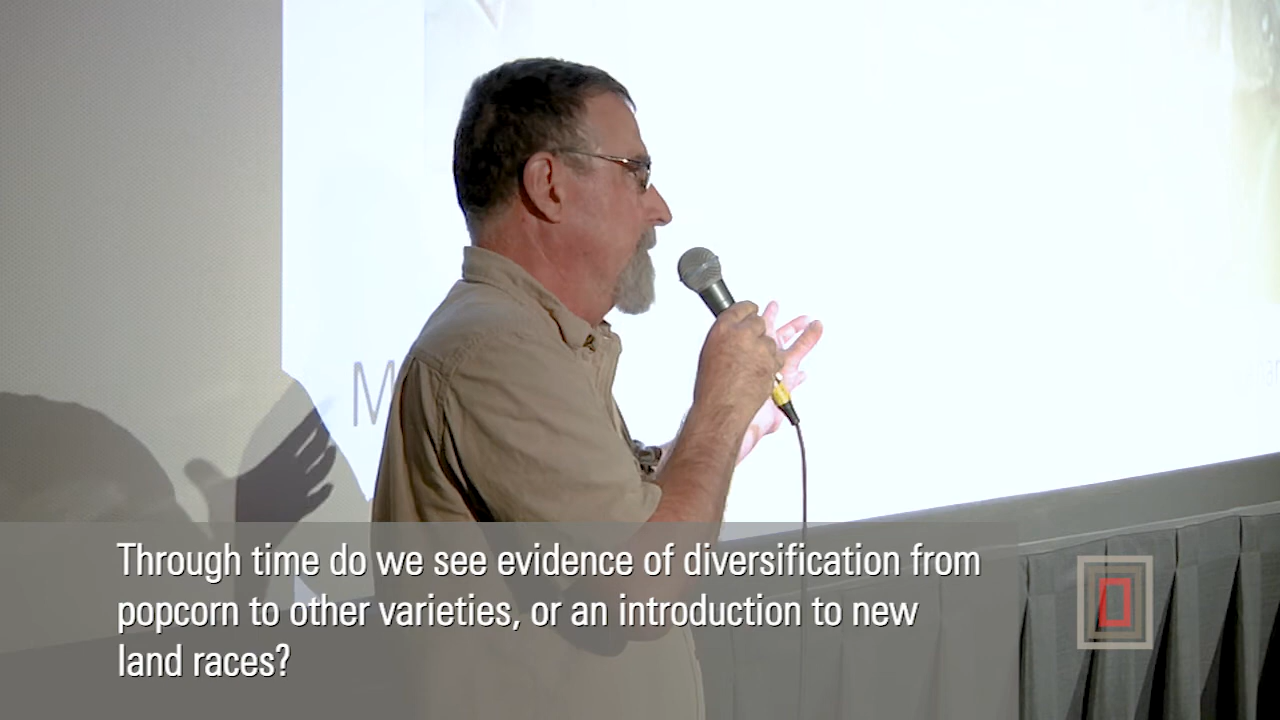 M
Through time do we see evidence of diversification from
popcorn to other varieties, or an introduction to new
land races?